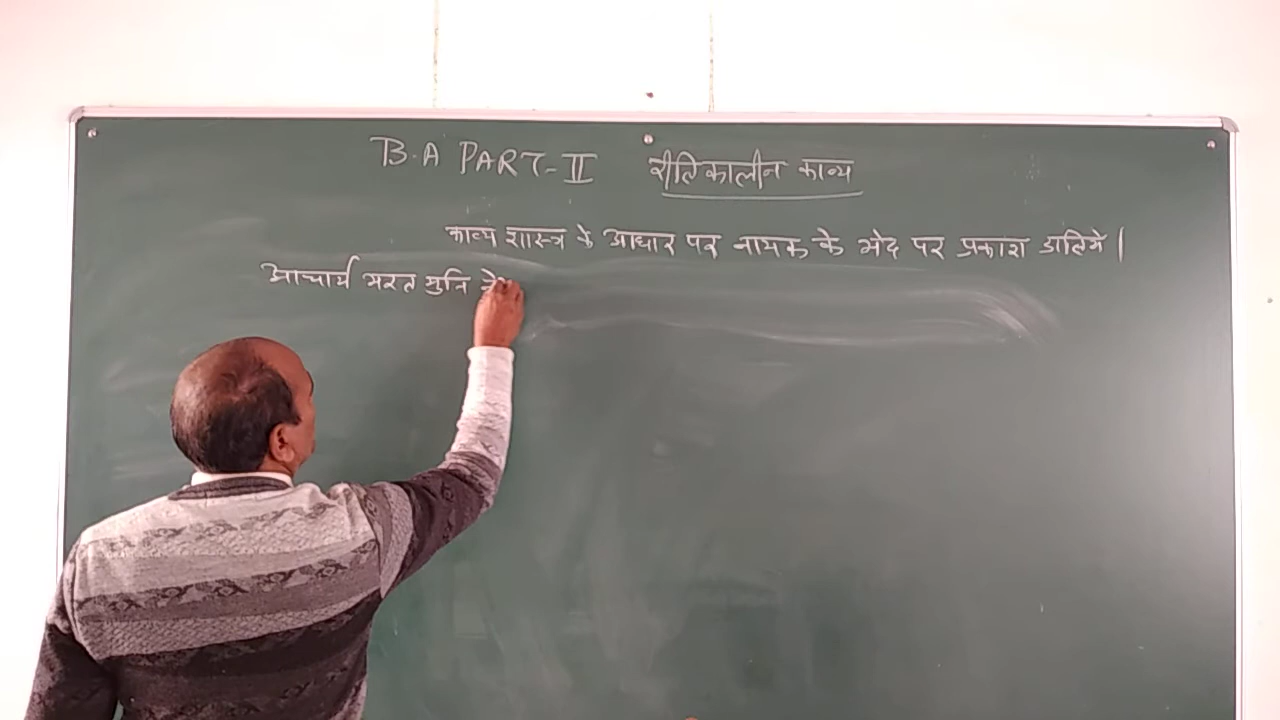 B.A PART-II रीतिकालीन काव्य
काव्य शास्त्र के आधार पर नायक के भेद पर प्रकाश डालिये।
आचार्य भरत मुनि ने